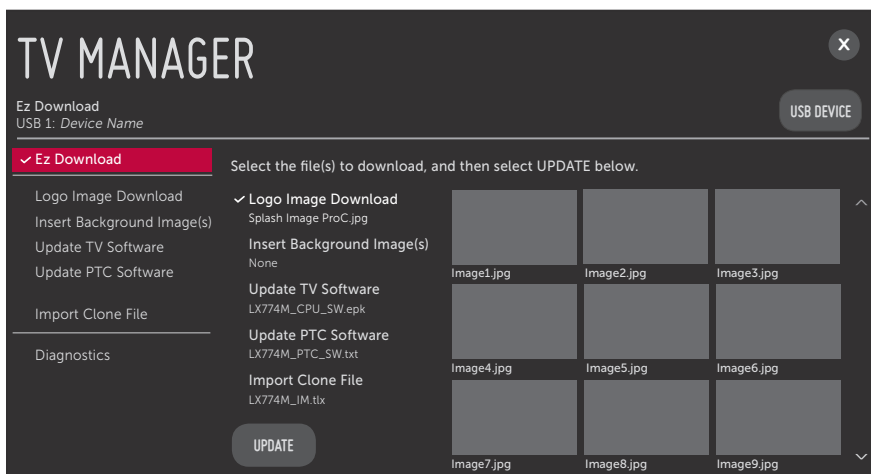 TV MANAGER
X
Ez Download
USB 1: Device Name
USB DEVICE
Ez Download
Logo Image Download
Insert Background Image(s)
Update TV Software
Update PTC Software
Import Clone File
Diagnostics
Select the file(s) to download, and then select UPDATE below.
Logo Image Download
Splash Image ProC.jpg
Insert Background Image(s)
None
Update TV Software
LX774M_CPU_SW.epk
Update PTC Software
LX774M_PTC_SW.txt
Import Clone File
LX774M_IM.tlx
UPDATE
Image1.jpg
Image2.jpg
Image3.jpg
Image4.jpg
Image5.jpg
Image6.jpg
Image7.jpg
Image8.jpg
Image9.jpg